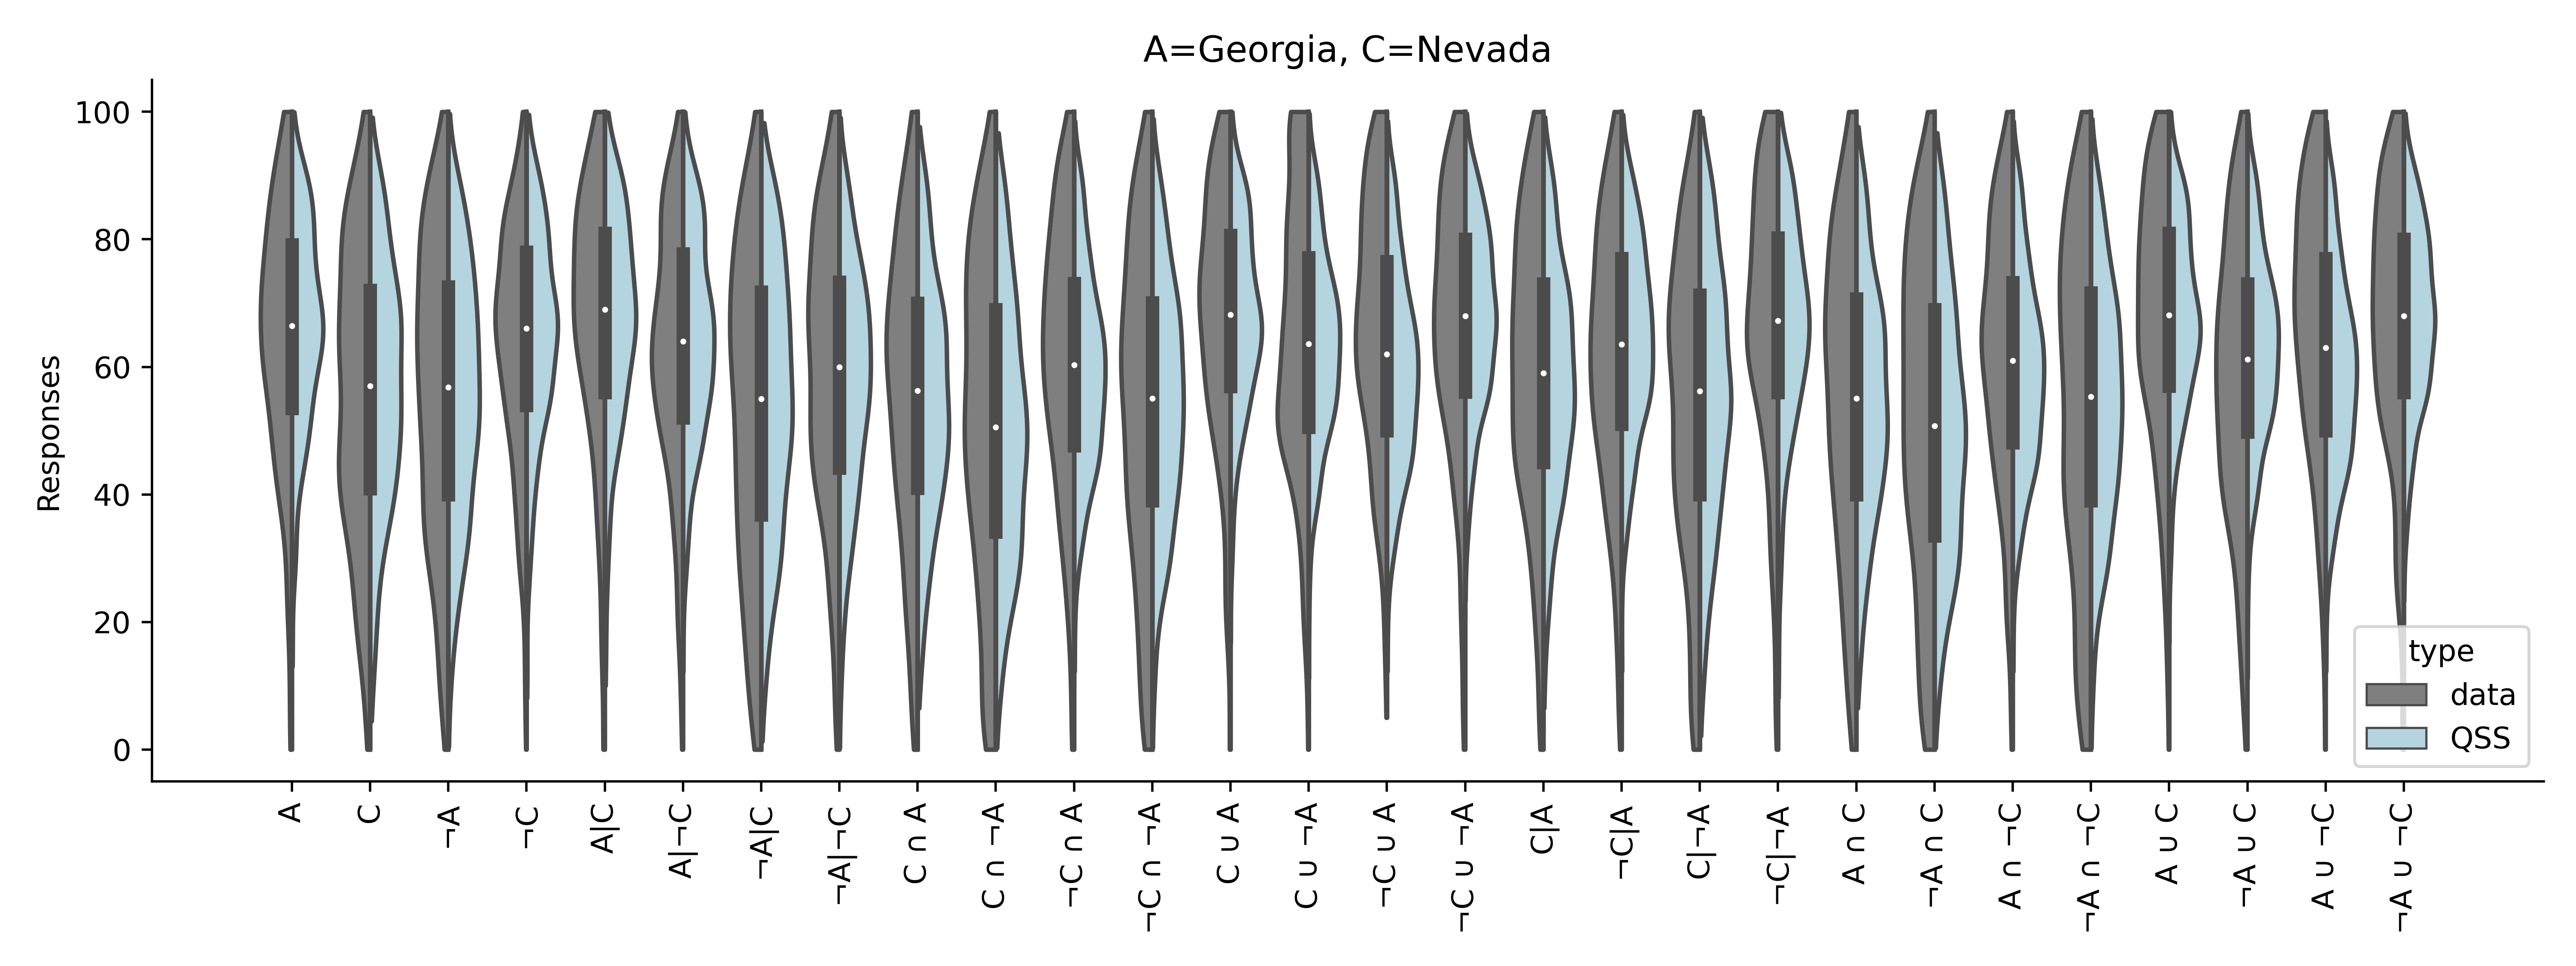 A=Georgia, C=Nevada
100
80
60
40
20
0
Responses
A
C
¬A
¬C
A|C
A|¬C
¬A|C
¬A|¬C
C ∩ A
C ∩ ¬A
¬C ∩ A
¬C ∩ ¬A
C ∪ A
C ∪ ¬A
¬C ∪ A
¬C ∪ ¬A
C|A
¬C|A
C|¬A
¬C|¬A
A ∩ C
¬A ∩ C
A ∩ ¬C
¬A ∩ ¬C
A ∪ C
¬A ∪ C
A ∪ ¬C
¬A ∪ ¬C
type
data
QSS